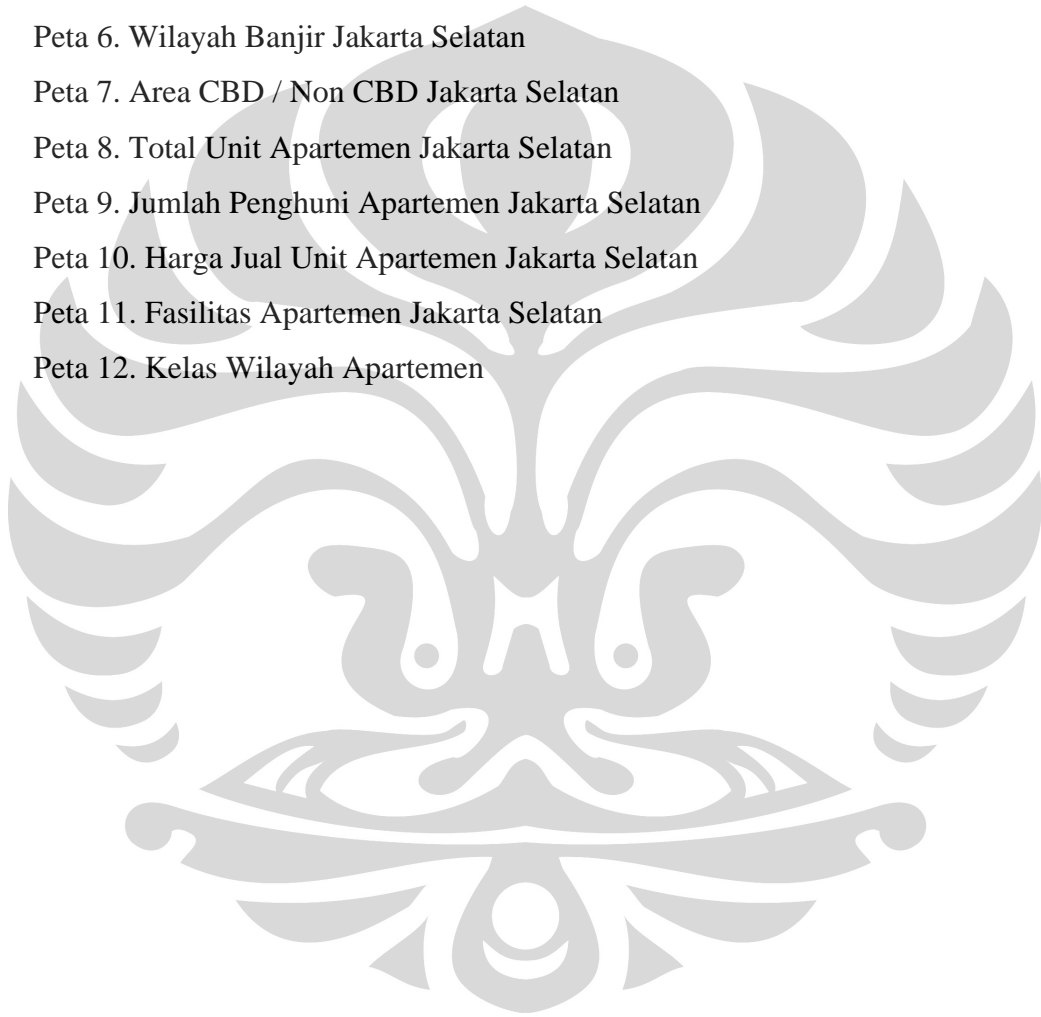 Peta 6. Wilayah Banjir Jakarta Selatan
Peta 7. Area CBD / Non CBD Jakarta Selatan
Peta 8. Total Unit Apartemen Jakarta Selatan
Peta 9. Jumlah Penghuni Apartemen Jakarta Selatan
Peta 10. Harga Jual Unit Apartemen Jakarta Selatan
Peta 11. Fasilitas Apartemen Jakarta Selatan
Peta 12. Kelas Wilayah Apartemen